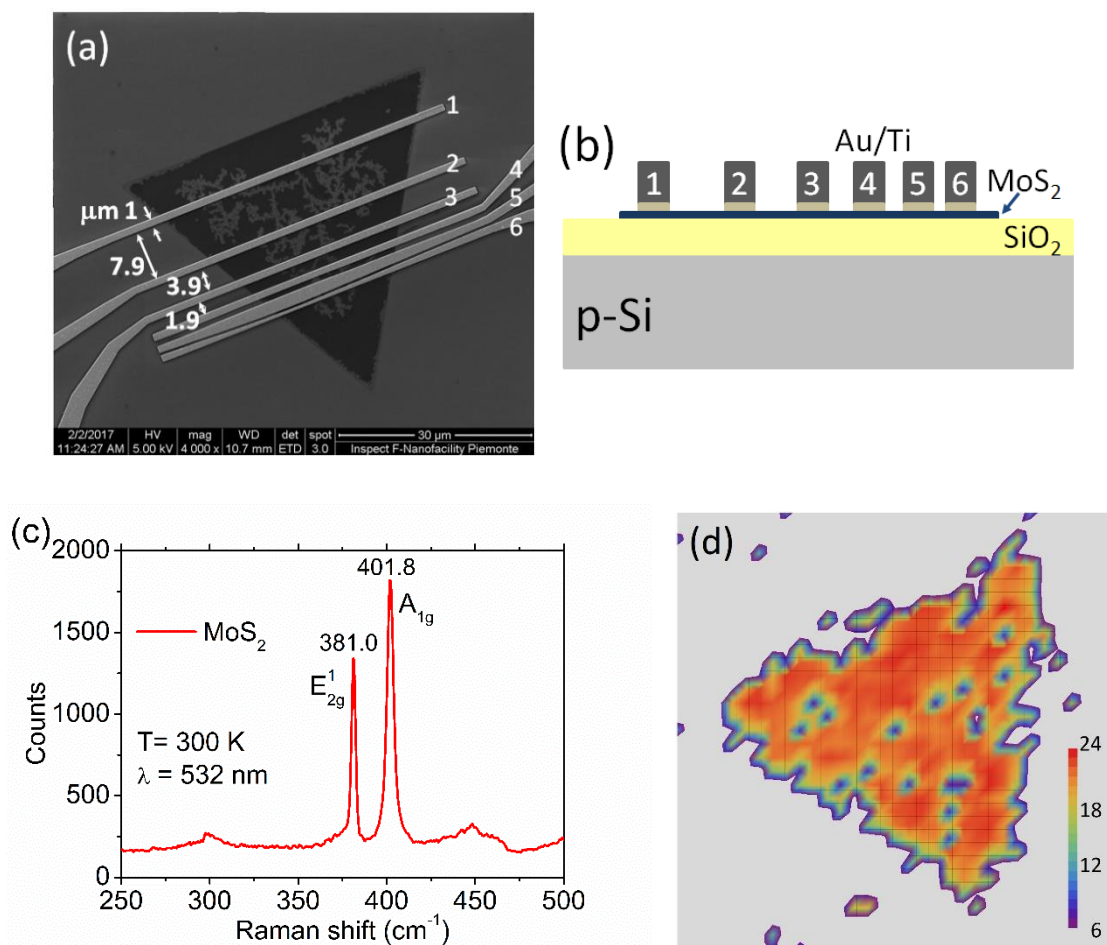 (a)
1
2
3
4
5
6
μm 1
7.9
3.9
1.9
2/2/2017 HV mag WD det spot
11:24:27 AM 5.00 kV 4 000 x 10.7 mm ETD 3.0 30 μm Inspect F-Nanofacility Piemonte
(b)
Au/Ti
1 2 3 4 5 6
MoS₂
SiO₂
p-Si
(c)
2000
1500
1000
500
0
Counts
401.8
A₁g
MoS₂
381.0
E¹₂g
T= 300 K
λ = 532 nm
250 300 350 400 450 500
Raman shift (cm⁻¹)
(d)
24
18
12
6